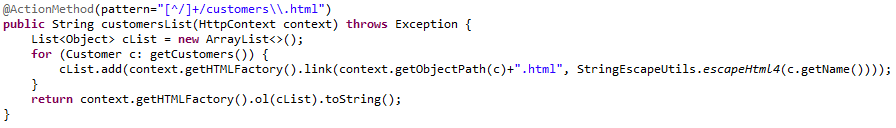 @ActionMethod(pattern="[^/]+/customers\\.html")
public String customersList(HttpContext context) throws Exception {
    List<Object> cList = new ArrayList<>();
    for (Customer c: getCustomers()) {
        cList.add(context.getHTMLFactory().link(context.getObjectPath(c)+".html", StringEscapeUtils.escapeHtml4(c.getName())));
    }
    return context.getHTMLFactory().ol(cList).toString();
}